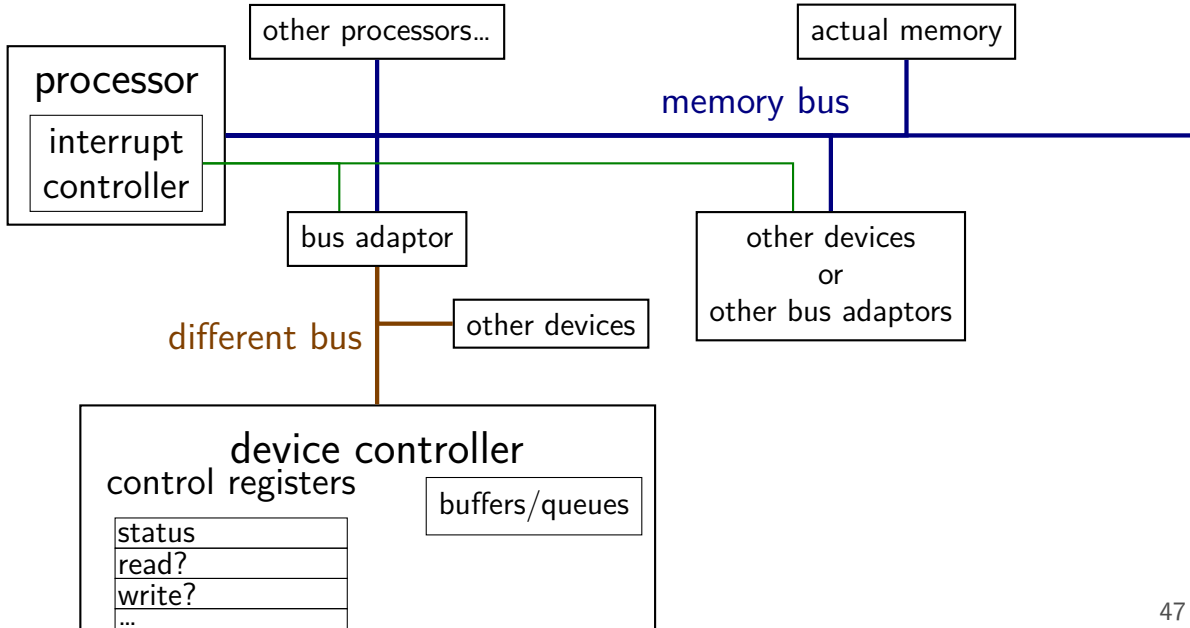 other processors...
actual memory
processor
memory bus
interrupt
controller
bus adaptor
other devices
or
other bus adaptors
other devices
different bus
device controller
control registers
buffers/queues
status
read?
write?
...
47